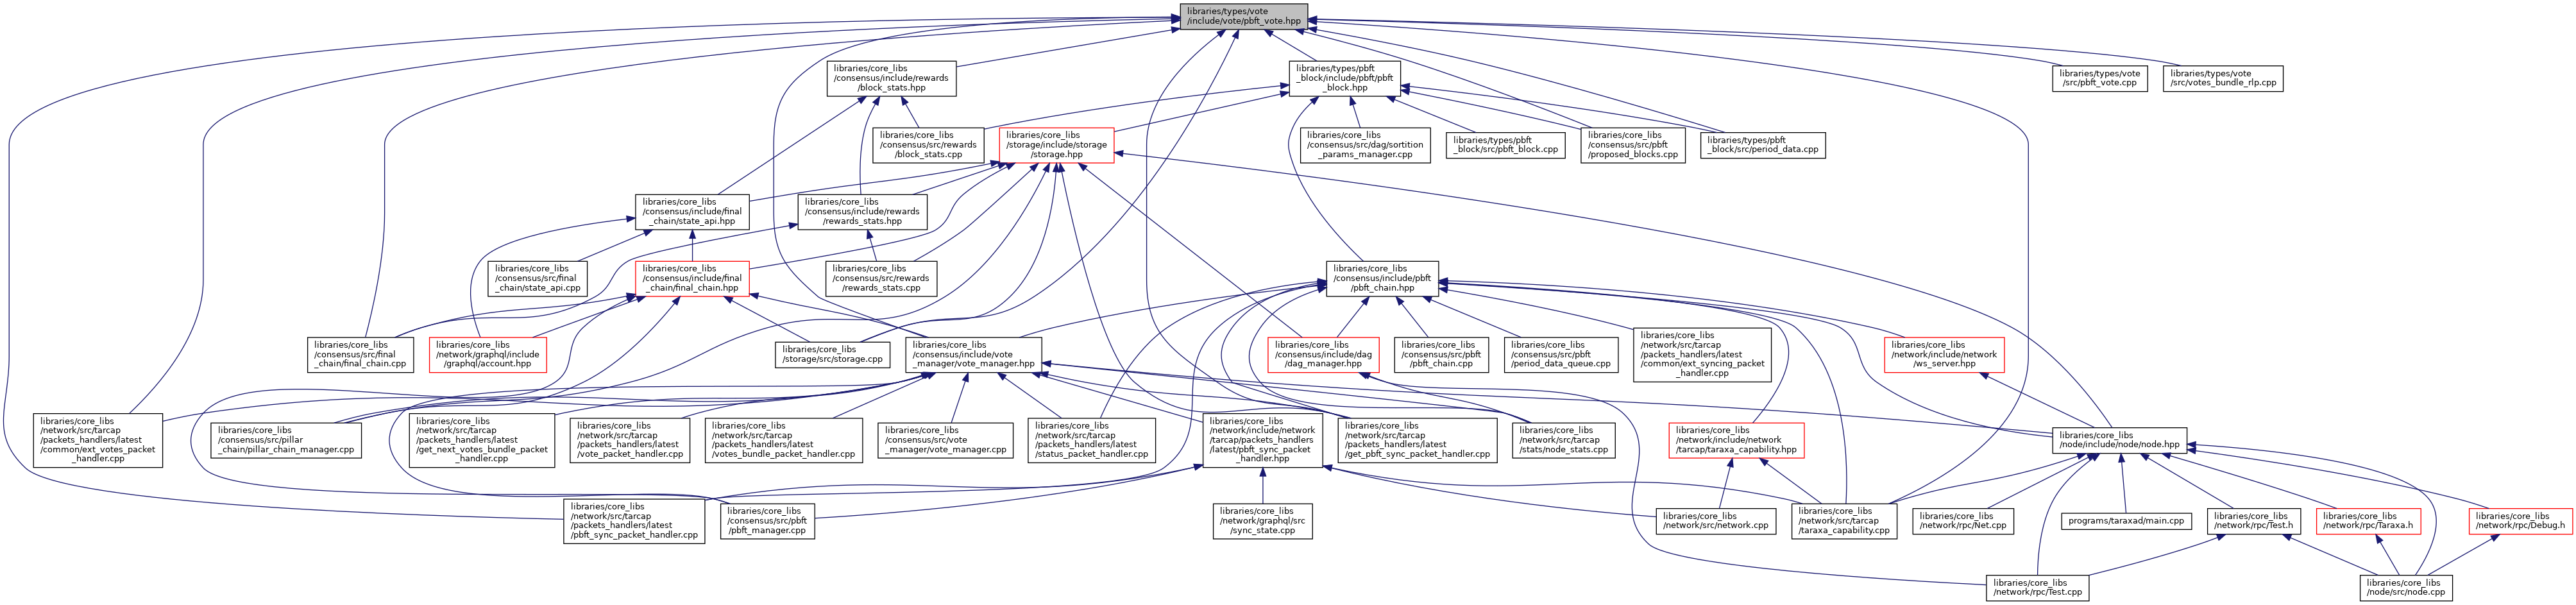 libraries/types/vote
/include/vote/pbft_vote.hpp
libraries/core_libs
/consensus/include/rewards
/block_stats.hpp
libraries/types/pbft
_block/include/pbft/pbft
_block.hpp
libraries/types/vote
/src/pbft_vote.cpp
libraries/types/vote
/src/votes_bundle_rlp.cpp
libraries/core_libs
/consensus/src/rewards
/block_stats.cpp
libraries/core_libs
/storage/include/storage
/storage.hpp
libraries/core_libs
/consensus/src/dag/sortition
_params_manager.cpp
libraries/types/pbft
_block/src/pbft_block.cpp
libraries/core_libs
/consensus/src/pbft
/proposed_blocks.cpp
libraries/types/pbft
_block/src/period_data.cpp
libraries/core_libs
/consensus/include/final
_chain/state_api.hpp
libraries/core_libs
/consensus/include/rewards
/rewards_stats.hpp
libraries/core_libs
/consensus/src/final
_chain/state_api.cpp
libraries/core_libs
/consensus/include/final
_chain/final_chain.hpp
libraries/core_libs
/consensus/src/rewards
/rewards_stats.cpp
libraries/core_libs
/consensus/include/pbft
/pbft_chain.hpp
libraries/core_libs
/consensus/src/final
_chain/final_chain.cpp
libraries/core_libs
/network/graphql/include
/graphql/account.hpp
libraries/core_libs
/storage/src/storage.cpp
libraries/core_libs
/consensus/include/vote
_manager/vote_manager.hpp
libraries/core_libs
/consensus/include/dag
/dag_manager.hpp
libraries/core_libs
/consensus/src/pbft
/pbft_chain.cpp
libraries/core_libs
/consensus/src/pbft
/period_data_queue.cpp
libraries/core_libs
/network/src/tarcap
/packets_handlers/latest
/common/ext_syncing_packet
_handler.cpp
libraries/core_libs
/network/include/network
/ws_server.hpp
libraries/core_libs
/network/src/tarcap
/packets_handlers/latest
/common/ext_votes_packet
_handler.cpp
libraries/core_libs
/consensus/src/pillar
_chain/pillar_chain_manager.cpp
libraries/core_libs
/network/src/tarcap
/packets_handlers/latest
/get_next_votes_bundle_packet
_handler.cpp
libraries/core_libs
/network/src/tarcap
/packets_handlers/latest
/vote_packet_handler.cpp
libraries/core_libs
/network/src/tarcap
/packets_handlers/latest
/votes_bundle_packet_handler.cpp
libraries/core_libs
/consensus/src/vote
_manager/vote_manager.cpp
libraries/core_libs
/network/src/tarcap
/packets_handlers/latest
/status_packet_handler.cpp
libraries/core_libs
/network/include/network
/tarcap/packets_handlers
/latest/pbft_sync_packet
_handler.hpp
libraries/core_libs
/network/src/tarcap
/packets_handlers/latest
/get_pbft_sync_packet_handler.cpp
libraries/core_libs
/network/src/tarcap
/stats/node_stats.cpp
libraries/core_libs
/network/include/network
/tarcap/taraxa_capability.hpp
libraries/core_libs
/node/include/node/node.hpp
libraries/core_libs
/network/src/tarcap
/packets_handlers/latest
/pbft_sync_packet_handler.cpp
libraries/core_libs
/consensus/src/pbft
/pbft_manager.cpp
libraries/core_libs
/network/graphql/src
/sync_state.cpp
libraries/core_libs
/network/src/network.cpp
libraries/core_libs
/network/src/tarcap
/taraxa_capability.cpp
libraries/core_libs
/network/rpc/Net.cpp
programs/taraxad/main.cpp
libraries/core_libs
/network/rpc/Test.h
libraries/core_libs
/network/rpc/Taraxa.h
libraries/core_libs
/network/rpc/Debug.h
libraries/core_libs
/network/rpc/Test.cpp
libraries/core_libs
/node/src/node.cpp